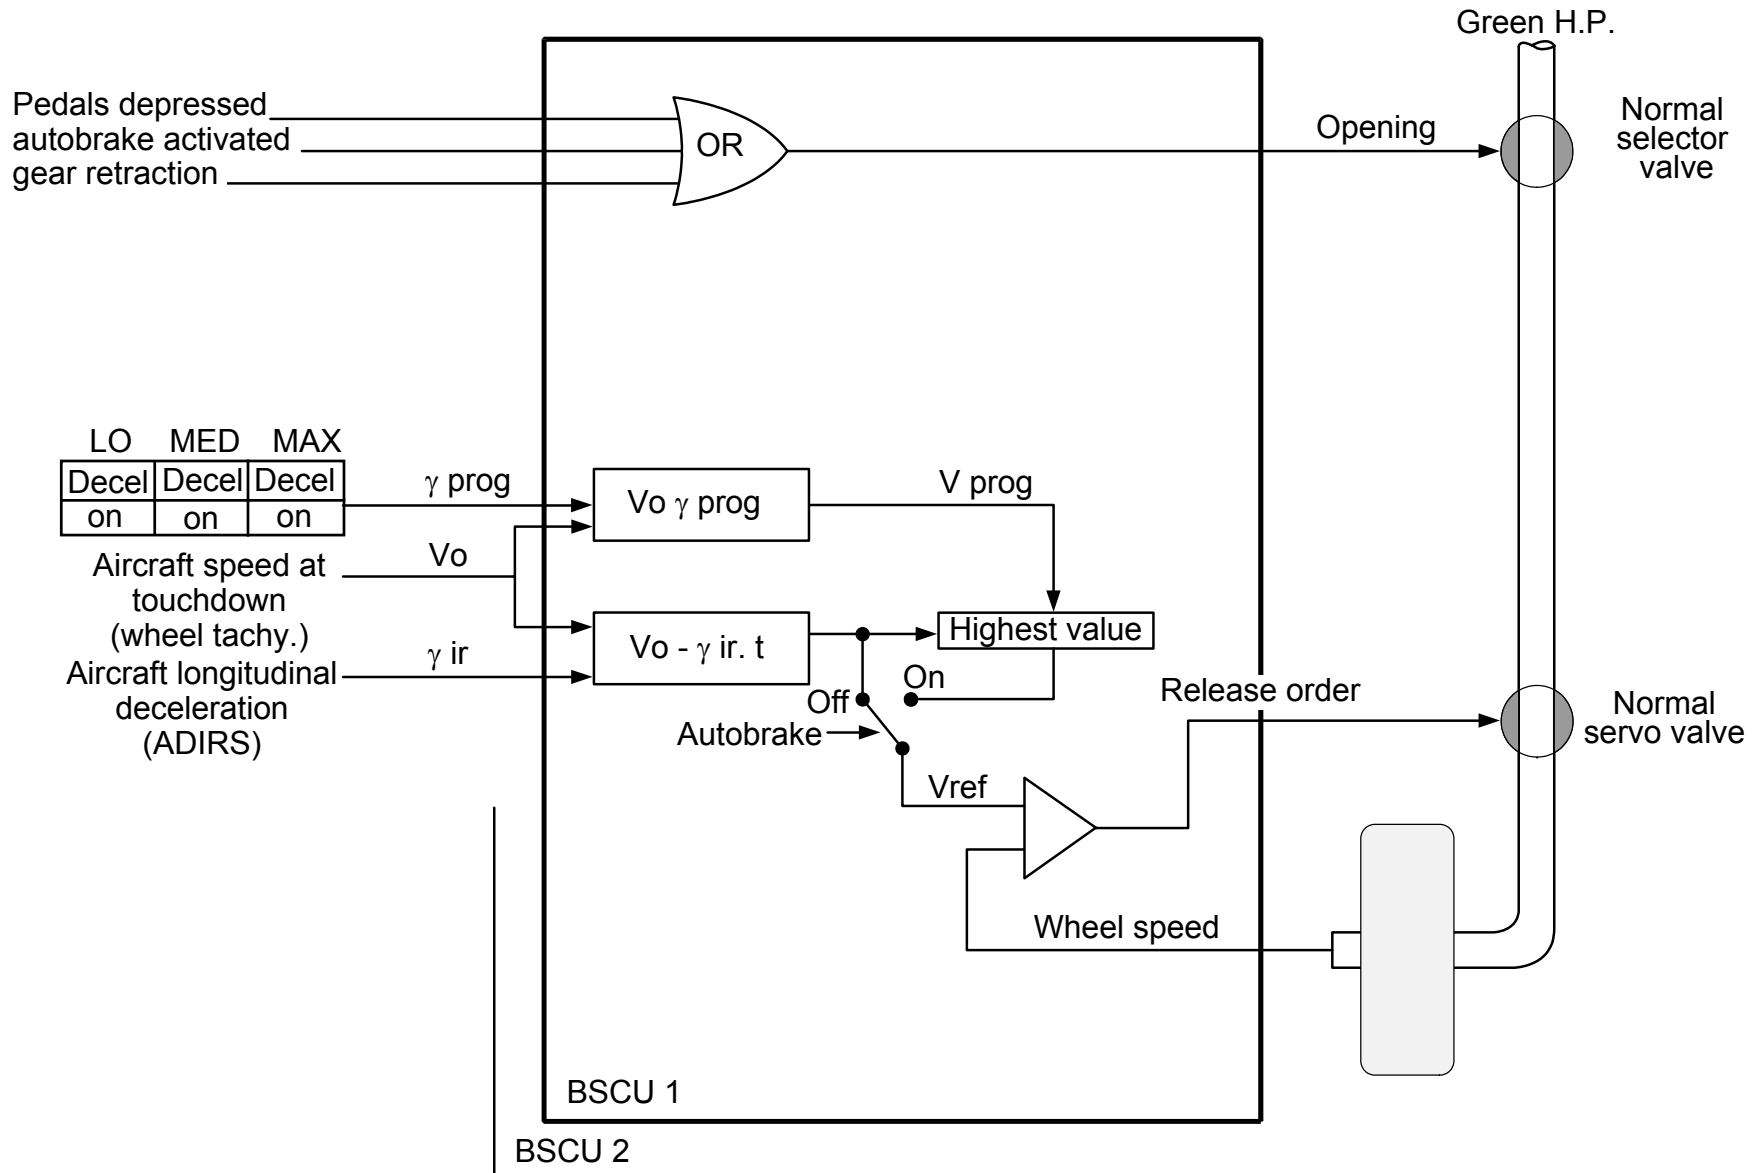 Green H.P.
Pedals depressed
autobrake activated
gear retraction
OR
Opening
Normal
selector
valve
LO MED MAX
Decel Decel Decel
on on on
γ prog
Vo γ prog
V prog
Aircraft speed at
touchdown
(wheel tachy.)
Vo
Aircraft longitudinal
deceleration
(ADIRS)
γ ir
Vo - γ ir. t
Highest value
Off
On
Autobrake
Release order
Normal
servo valve
Vref
Wheel speed
BSCU 1
BSCU 2